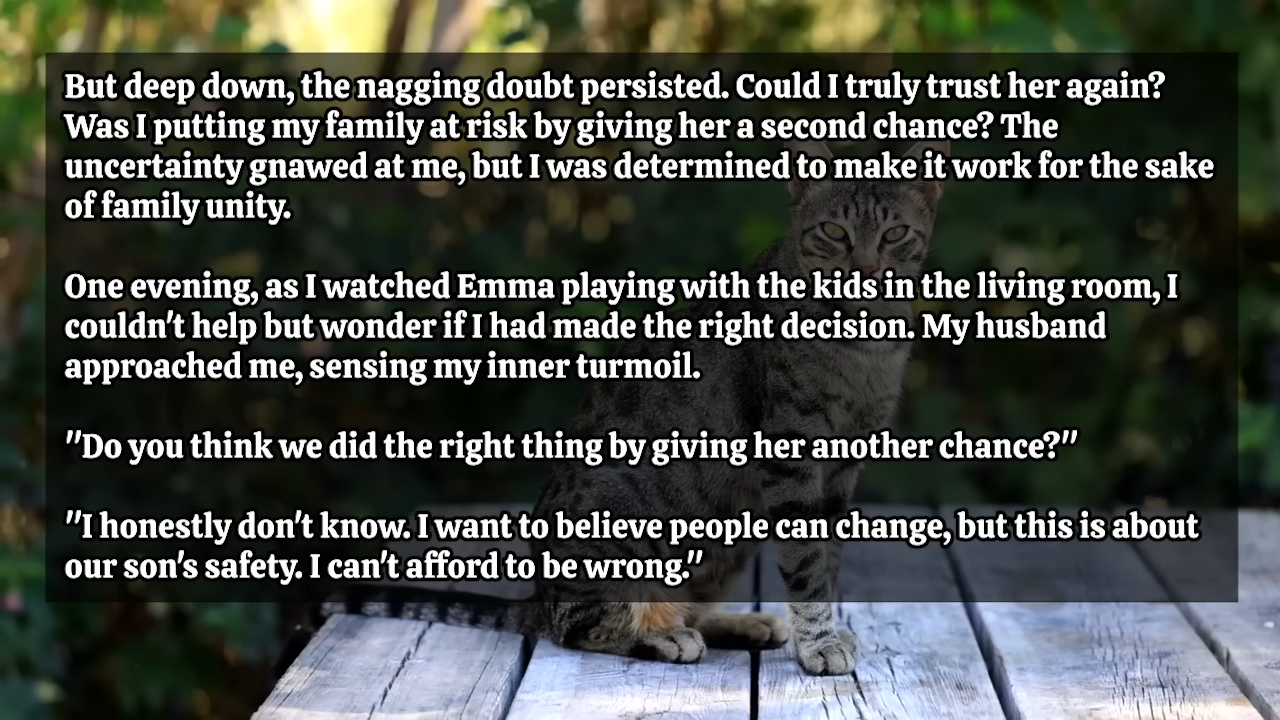 But deep down, the nagging doubt persisted. Could I truly trust her again?
Was I putting my family at risk by giving her a second chance? The
uncertainty gnawed at me, but I was determined to make it work for the sake
of family unity.
One evening, as I watched Emma playing with the kids in the living room, I
couldn't help but wonder if I had made the right decision. My husband
approached me, sensing my inner turmoil.
"Do you think we did the right thing by giving her another chance?"
"I honestly don't know. I want to believe people can change, but this is about
our son's safety. I can't afford to be wrong."